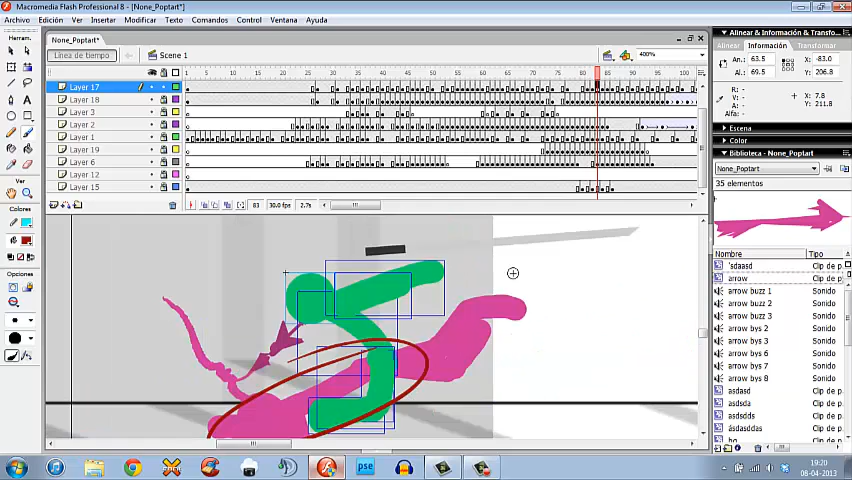 Macromedia Flash Professional 8 - [None_Poptart*]
Archivo Edición Ver Insertar Modificar Texto Comandos Control Ventana Ayuda
Herram.
Ver
Colores
Opciones
None_Poptart*
Línea de tiempo
Scene 1
400%
1 5 10 15 20 25 30 35 40 45 50 55 60 65 70 75 80 85 90 95 100
Layer 17
Layer 18
Layer 3
Layer 2
Layer 1
Layer 19
Layer 6
Layer 12
Layer 15
83 30.0 fps 2.7s
Alinear & Información & Transfo...
Alinear Información Transformar
An.: 63.5 X: -83.0
Al.: 69.5 Y: 206.8
R: -
V: -
A: -
Alfa: -
X: 7.8
Y: 211.8
Escena
Color
Biblioteca - None_Poptart
None_Poptart
35 elementos
Nombre Tipo
'sdaasd Clip de p
arrow Clip de p
arrow buzz 1 Sonido
arrow buzz 2 Sonido
arrow buzz 3 Sonido
arrow bys 2 Sonido
arrow bys 3 Sonido
arrow bys 6 Sonido
arrow bys 7 Sonido
arrow bys 8 Sonido
asdasd Clip de p
asdsda Clip de p
asdsdds Clip de p
ásdasddas Clip de p
pse
19:20
08-04-2013